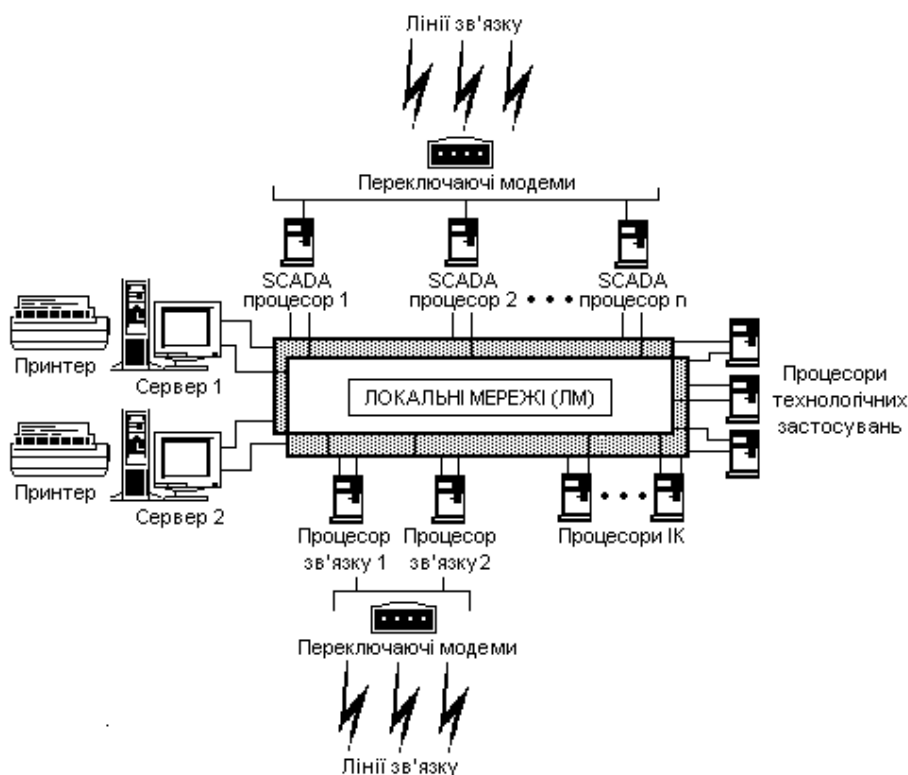 Лінії зв'язку
Переключаючі модеми
SCADA
процесор 1
SCADA
процесор 2
SCADA
процесор n
Принтер
Сервер 1
ЛОКАЛЬНІ МЕРЕЖІ (ЛМ)
Процесори
технологічних
застосувань
Принтер
Сервер 2
Процесор
зв'язку 1
Процесор
зв'язку 2
Процесори ІК
Переключаючі модеми
Лінії зв'язку